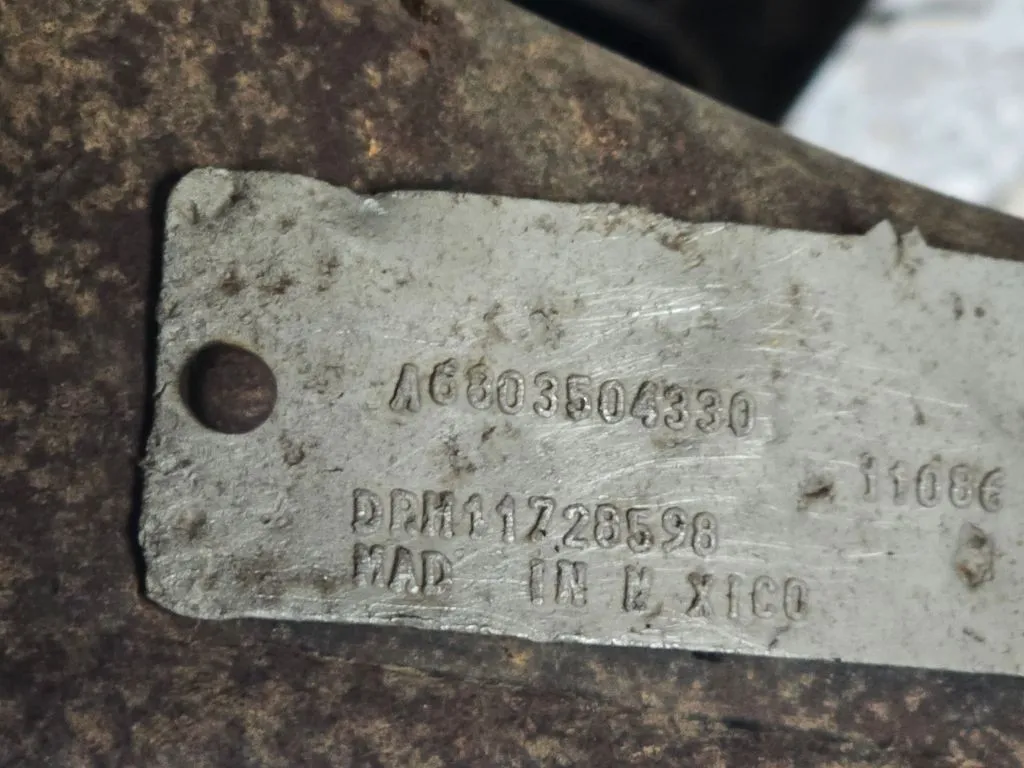 A6803504330
11086
DRM11728598
MAD IN M XICO